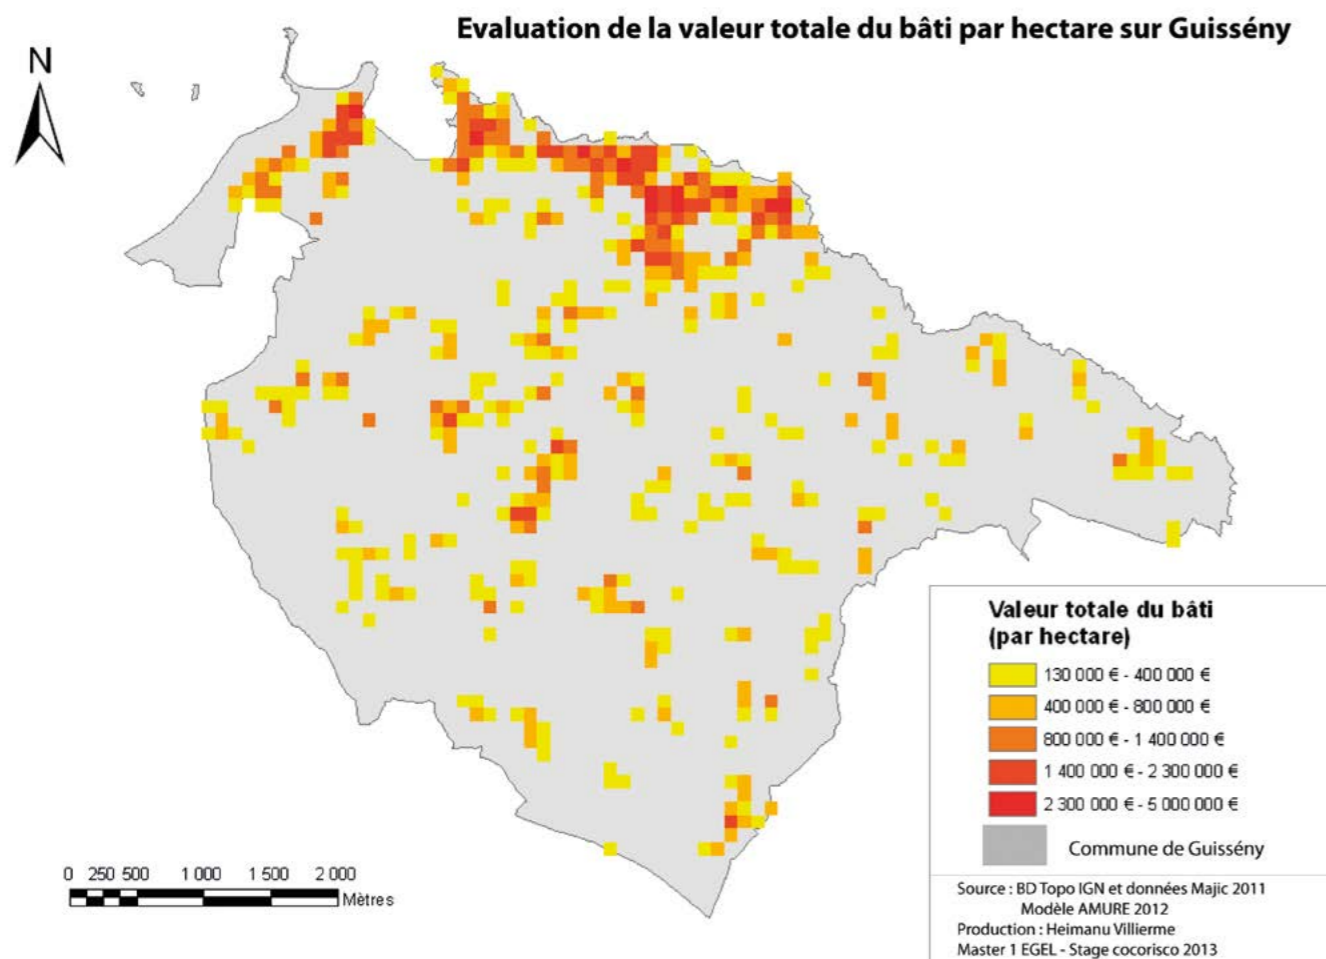 Evaluation de la valeur totale du bâti par hectare sur Guissény
N
Valeur totale du bâti
(par hectare)
130 000 € - 400 000 €
400 000 € - 800 000 €
800 000 € - 1 400 000 €
1 400 000 € - 2 300 000 €
2 300 000 € - 5 000 000 €
Commune de Guissény
0 250 500 1 000 1 500 2 000
Mètres
Source : BD Topo IGN et données Majic 2011
Modèle AMURE 2012
Production : Heimanu Villierme
Master 1 EGEL - Stage cocorisco 2013